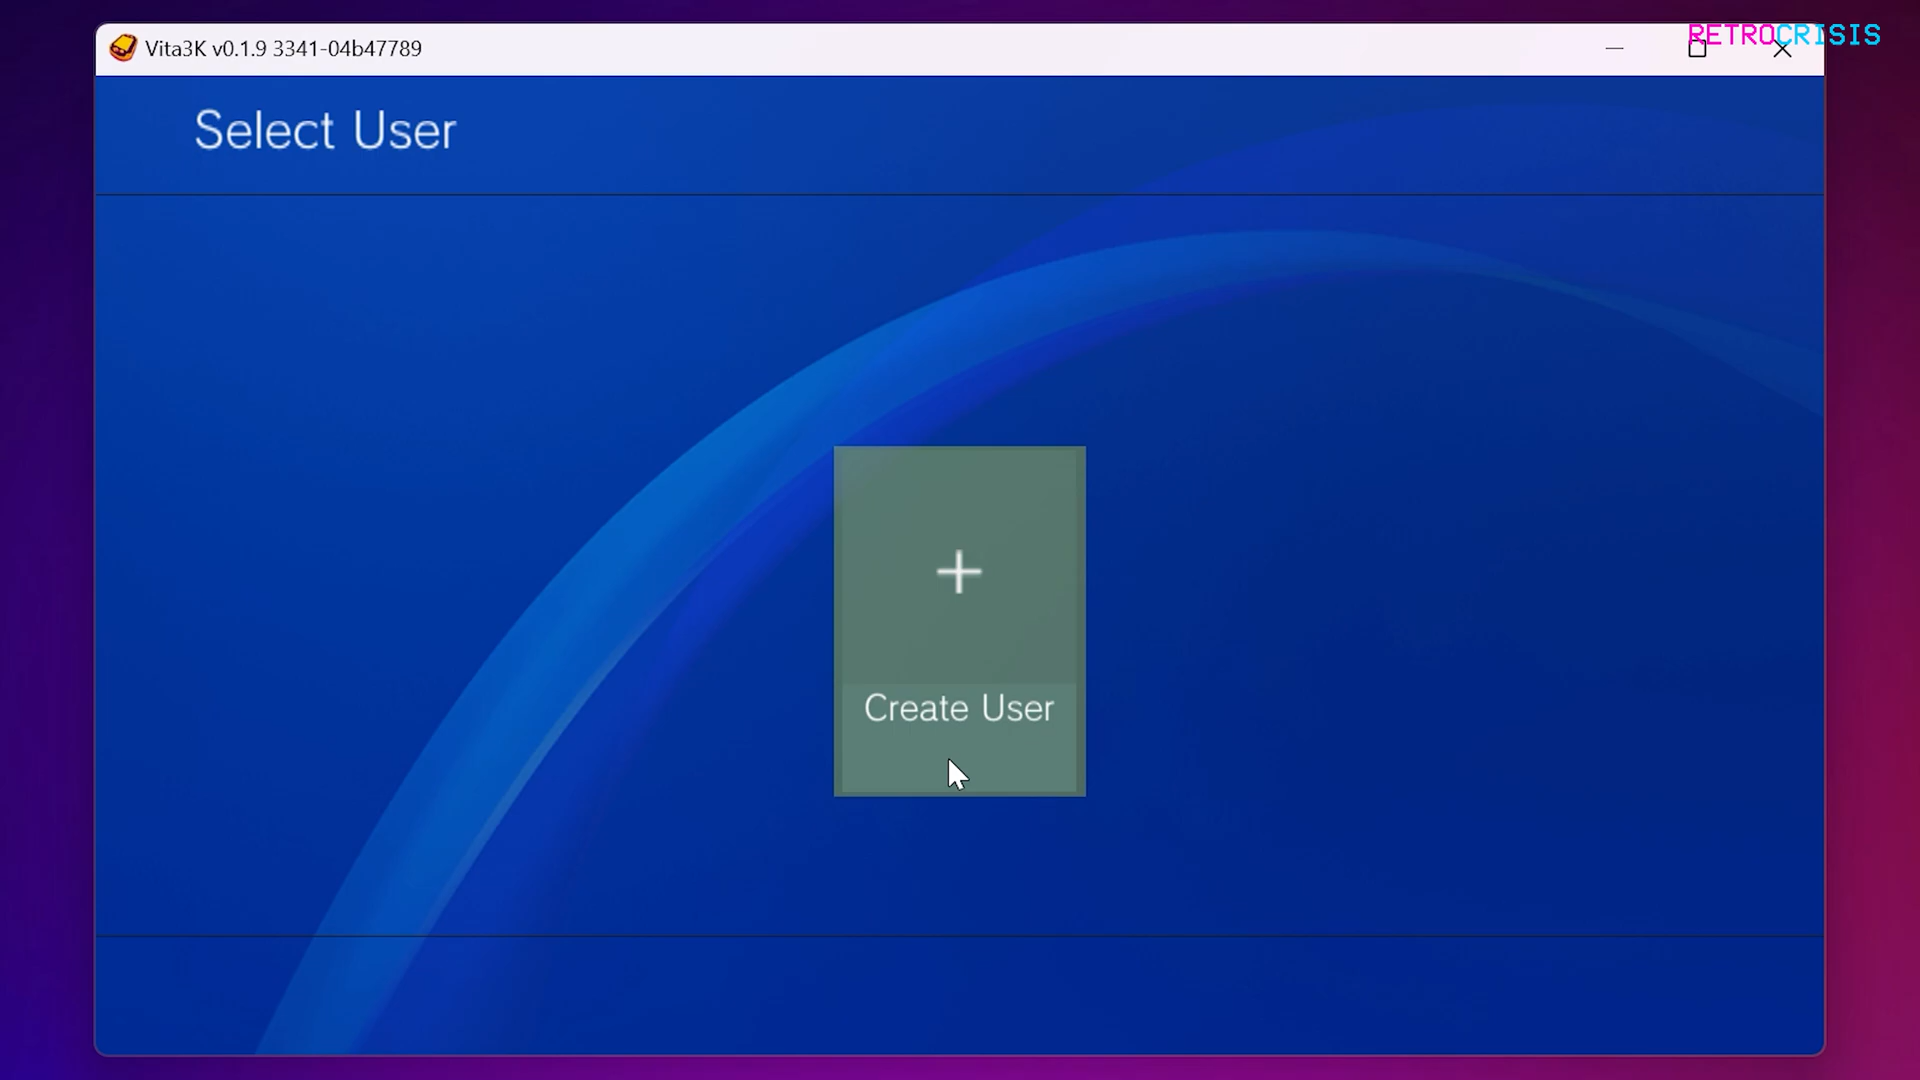 Vita3K v0.1.9 3341-04b47789
RETROCRISIS
Select User
Create User